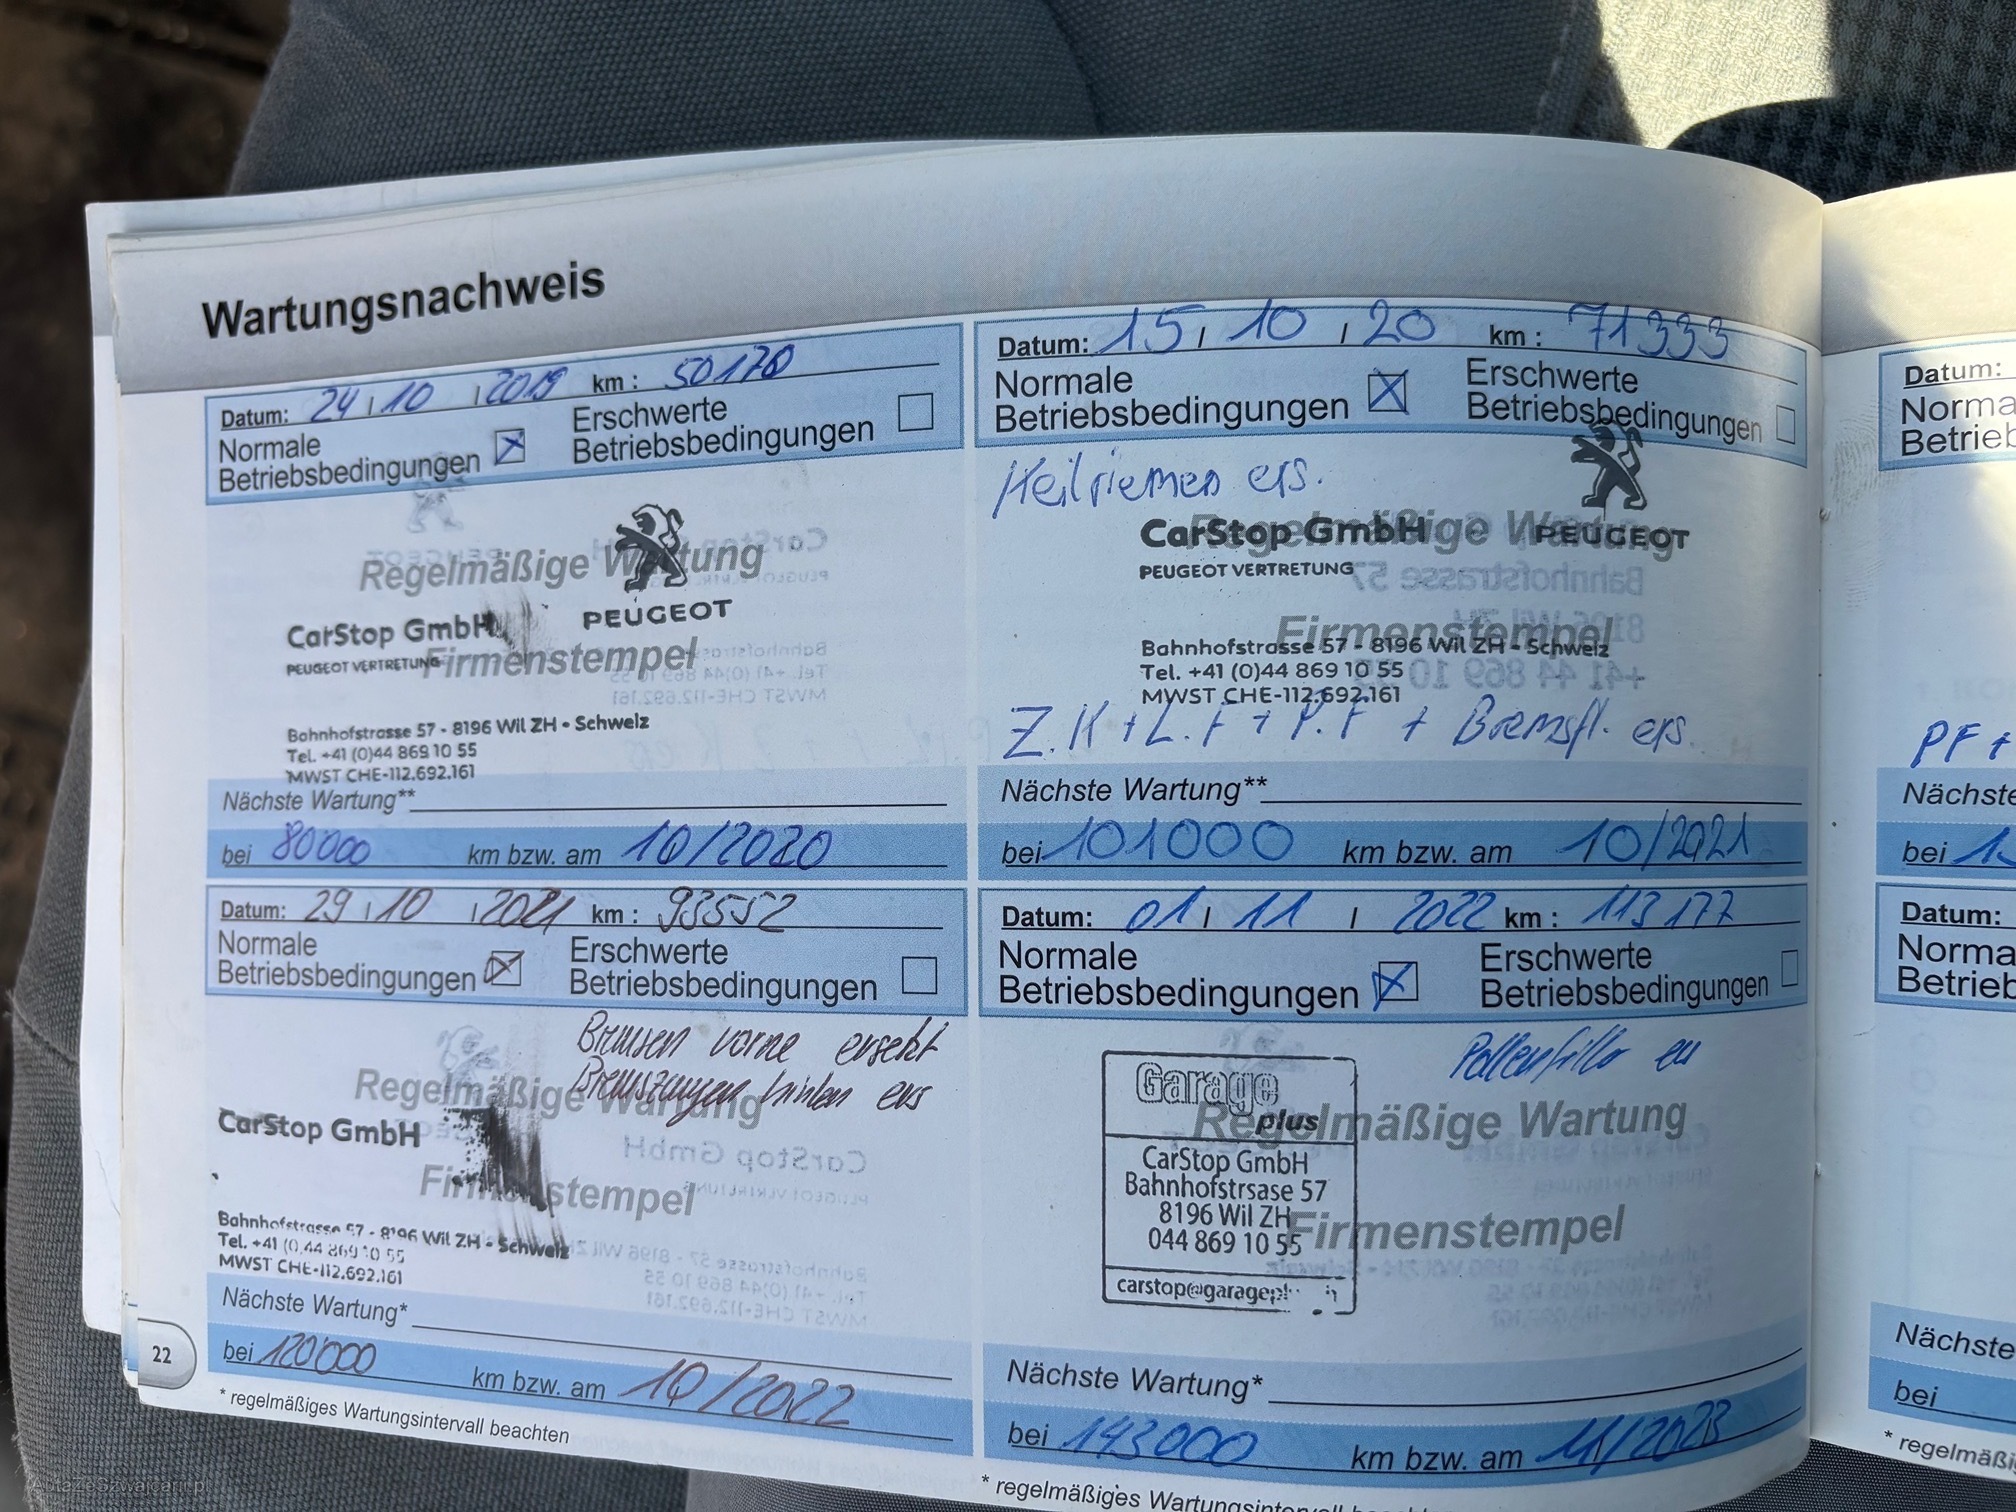 Wartungsnachweis
Datum: 24 / 10 / 2019 km : 50170
Normale
Betriebsbedingungen
Erschwerte
Betriebsbedingungen
Regelmäßige Wartung
PEUGEOT
CarStop GmbH
PEUGEOT VERTRETUNG
Firmenstempel
Bahnhofstrasse 57 - 8196 Wil ZH - Schweiz
Tel. +41 (0)44 869 10 55
MWST CHE-112.692.161
Nächste Wartung**
bei 80000 km bzw. am 10/2020
Datum: 15 / 10 / 20 km : 71333
Normale
Betriebsbedingungen
Erschwerte
Betriebsbedingungen
Keilriemen ers.
CarStop GmbH
Regelmäßige Wartung
PEUGEOT
PEUGEOT VERTRETUNG
Firmenstempel
Bahnhofstrasse 57 - 8196 Wil ZH - Schweiz
Tel. +41 (0)44 869 10 55
MWST CHE-112.692.161
Z.K + L.F + P.F + Bremsfl. ers
Nächste Wartung**
bei 101000 km bzw. am 10/2021
Datum: 29 / 10 / 2021 km : 93552
Normale
Betriebsbedingungen
Erschwerte
Betriebsbedingungen
Bremsen vorne ersetzt
Bremszangen hinten ers
Regelmäßige Wartung
CarStop GmbH
Firmenstempel
Bahnhofstrasse 57 - 8196 Wil ZH - Schweiz
Tel. +41 (0.44 869 10 55
MWST CHE-112.692.161
Nächste Wartung*
bei 120000 km bzw. am 10/2022
* regelmäßiges Wartungsintervall beachten
22
Datum: 01 / 11 / 2022 km : 113177
Normale
Betriebsbedingungen
Erschwerte
Betriebsbedingungen
Garage
plus
Regelmäßige Wartung
CarStop GmbH
Bahnhofstrsase 57
8196 Wil ZH
044 869 10 55
Firmenstempel
Nächste Wartung*
bei 143000 km bzw. am 11/2023
* regelmäßiges Wartungsintervall
Datum:
PF +
bei
Datum:
bei
AutaZeSzwajcarii.pl